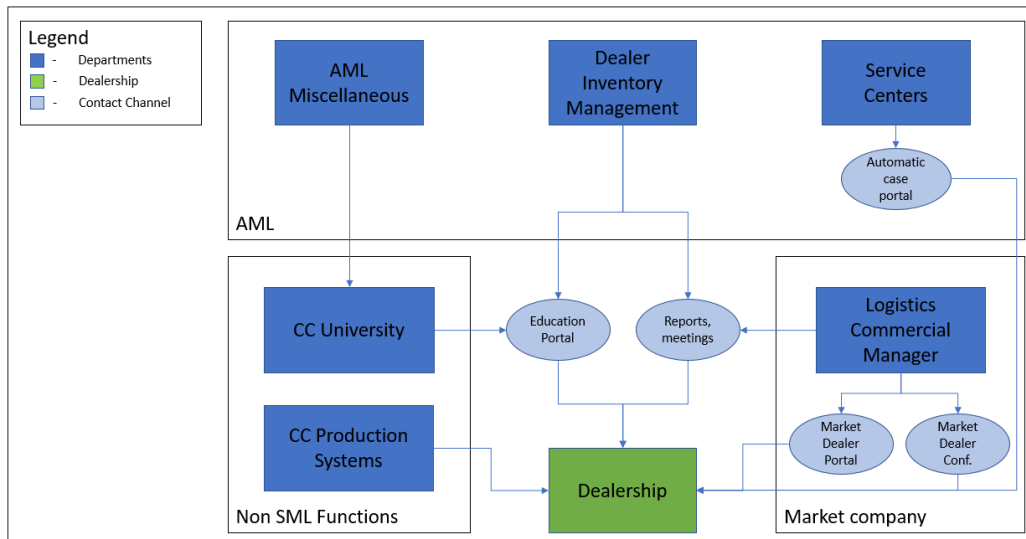 Legend
- Departments
- Dealership
- Contact Channel
AML
Miscellaneous
Dealer
Inventory
Management
Service
Centers
Automatic
case
portal
AML
CC University
Education
Portal
Reports,
meetings
Logistics
Commercial
Manager
CC Production
Systems
Market
Dealer
Portal
Market
Dealer
Conf.
Dealership
Non SML Functions
Market company